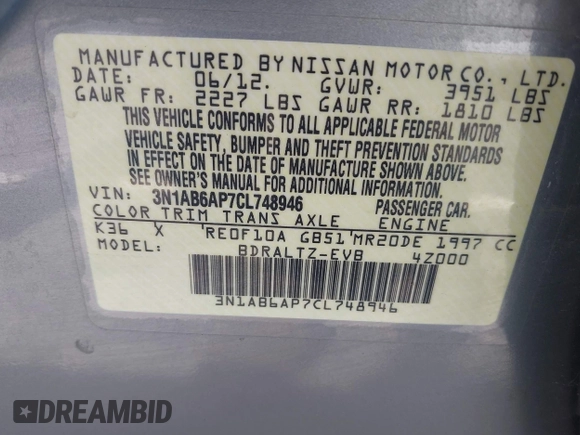 MANUFACTURED BY NISSAN MOTOR CO., LTD.
DATE: 06/12. GVWR: 3951 LBS
GAWR FR: 2227 LBS GAWR RR: 1810 LBS
THIS VEHICLE CONFORMS TO ALL APPLICABLE FEDERAL MOTOR
VEHICLE SAFETY, BUMPER AND THEFT PREVENTION STANDARDS
IN EFFECT ON THE DATE OF MANUFACTURE SHOWN ABOVE.
SEE OWNER'S MANUAL FOR ADDITIONAL INFORMATION
VIN: 3N1AB6AP7CL748946 PASSENGER CAR.
COLOR TRIM TRANS AXLE ENGINE
K36 X RE0F10A GB51 MR20DE 1997 CC
MODEL: BDRALTZ-EVB 4Z000
3N1AB6AP7CL748946
DREAMBID